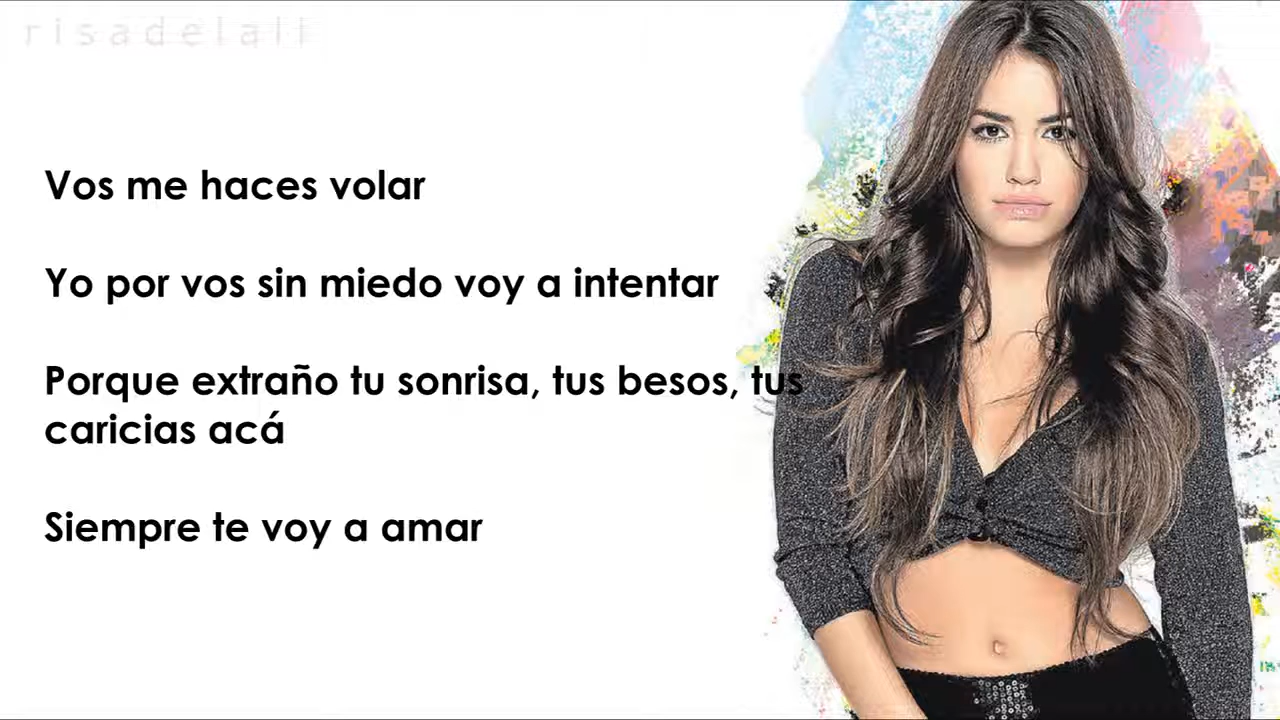 risadelali
Vos me haces volar
Yo por vos sin miedo voy a intentar
Porque extraño tu sonrisa, tus besos, tus
caricias acá
Siempre te voy a amar